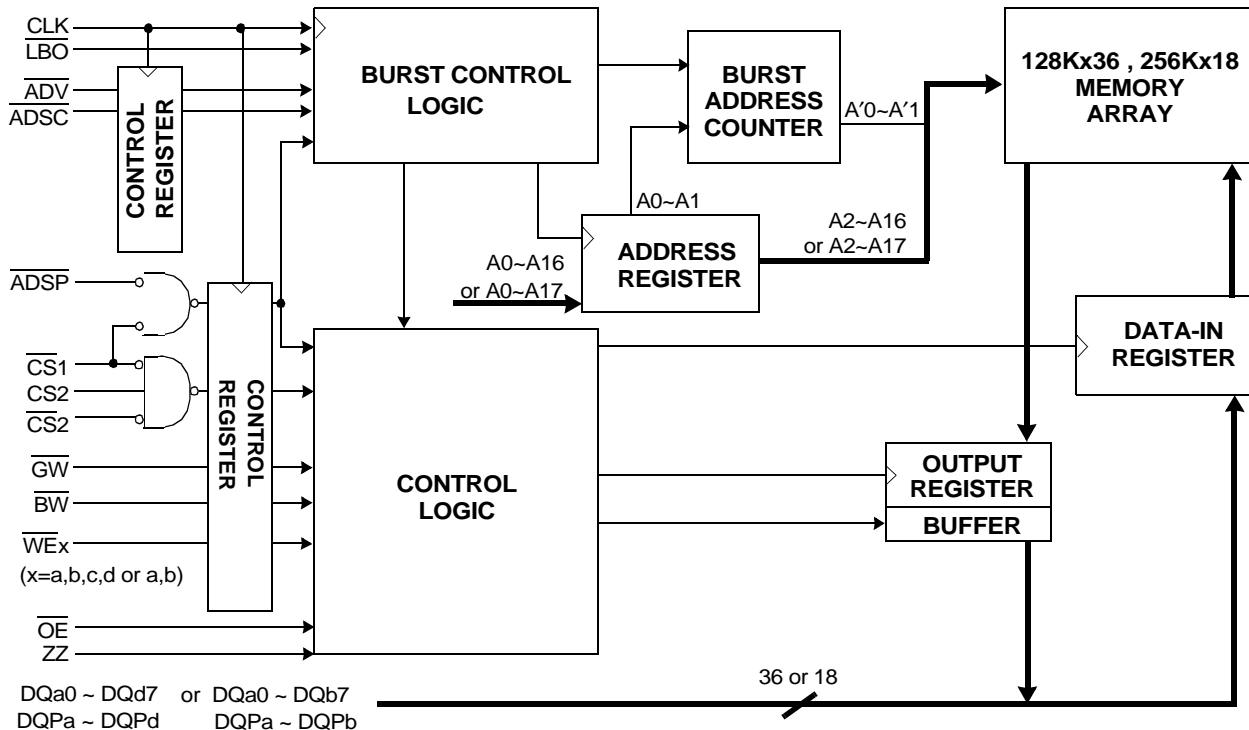 CLK
LBO
ADV
ADSC
CONTROL
REGISTER
BURST CONTROL
LOGIC
BURST
ADDRESS
COUNTER
A′0~A′1
128Kx36 , 256Kx18
MEMORY
ARRAY
A0~A1
A2~A16
or A2~A17
ADDRESS
REGISTER
A0~A16
or A0~A17
ADSP
CS1
CS2
CS2
GW
BW
WEx
(x=a,b,c,d or a,b)
OE
ZZ
CONTROL
REGISTER
CONTROL
LOGIC
DATA-IN
REGISTER
OUTPUT
REGISTER
BUFFER
36 or 18
DQa0 ~ DQd7 or DQa0 ~ DQb7
DQPa ~ DQPd DQPa ~ DQPb